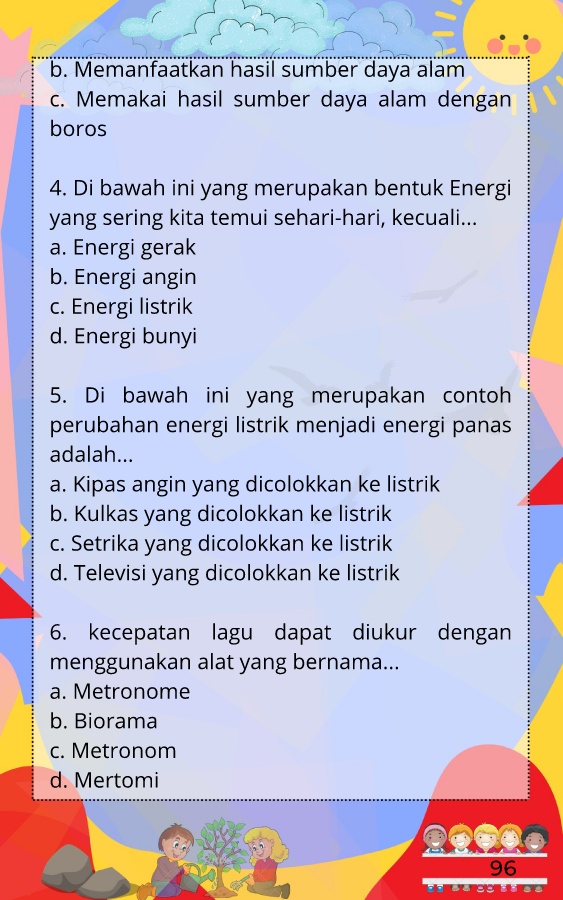 b. Memanfaatkan hasil sumber daya alam
c. Memakai hasil sumber daya alam dengan
boros
4. Di bawah ini yang merupakan bentuk Energi
yang sering kita temui sehari-hari, kecuali...
a. Energi gerak
b. Energi angin
c. Energi listrik
d. Energi bunyi
5. Di bawah ini yang merupakan contoh
perubahan energi listrik menjadi energi panas
adalah...
a. Kipas angin yang dicolokkan ke listrik
b. Kulkas yang dicolokkan ke listrik
c. Setrika yang dicolokkan ke listrik
d. Televisi yang dicolokkan ke listrik
6. kecepatan lagu dapat diukur dengan
menggunakan alat yang bernama...
a. Metronome
b. Biorama
c. Metronom
d. Mertomi
96